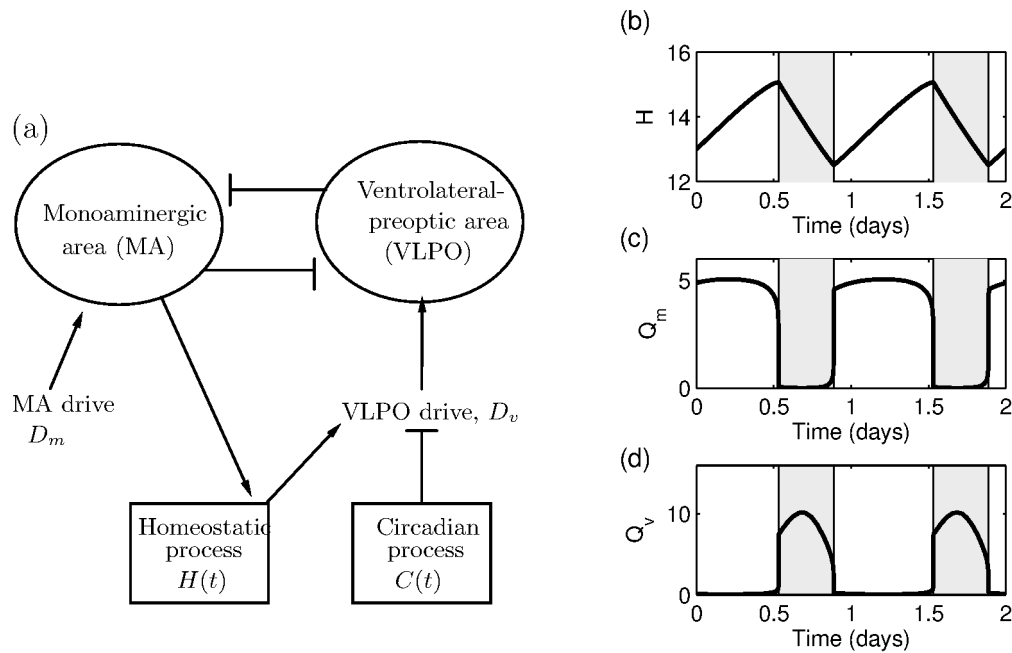 (a)
Monoaminergic
area (MA)
Ventrolateral-
preoptic area
(VLPO)
MA drive
D_m
VLPO drive, D_v
Homeostatic
process
H(t)
Circadian
process
C(t)
(b)
16
14
12
H
0 0.5 1 1.5 2
Time (days)
(c)
5
0
Q_m
0 0.5 1 1.5 2
Time (days)
(d)
10
0
Q_v
0 0.5 1 1.5 2
Time (days)